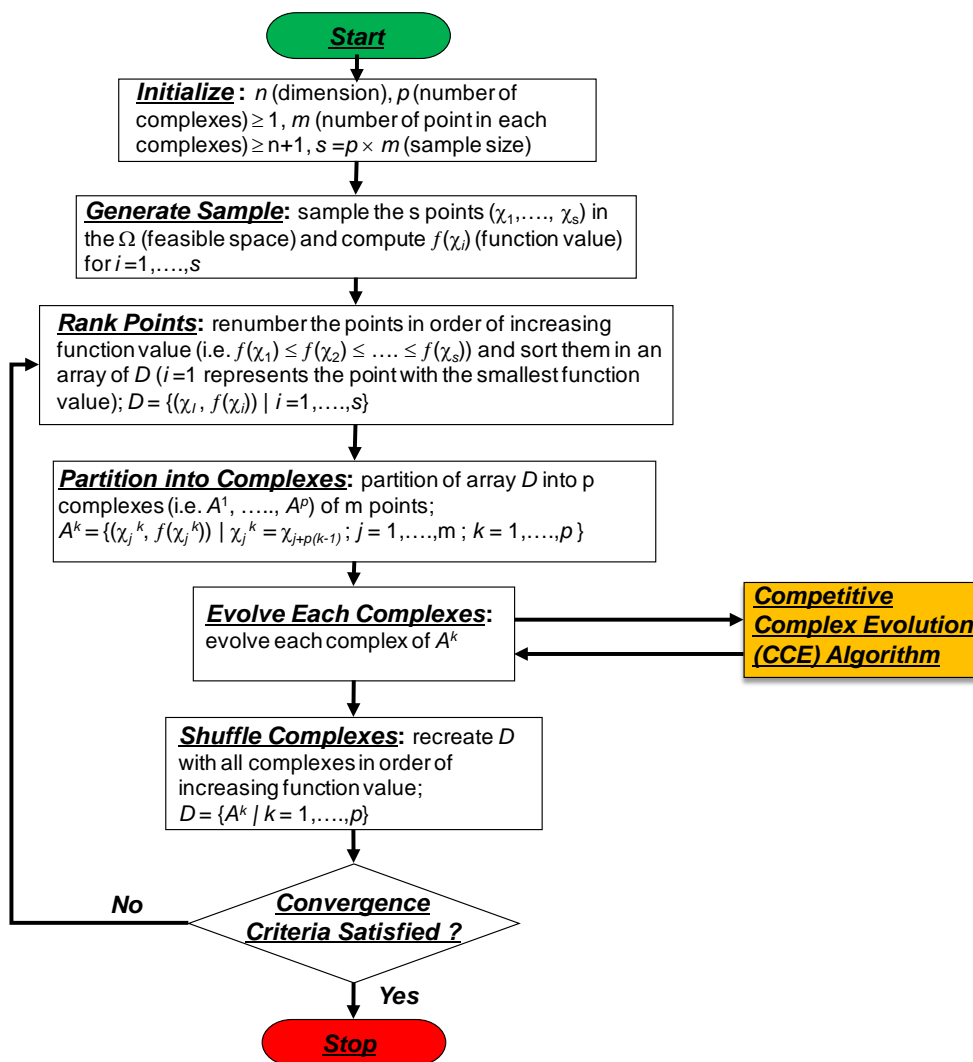 Start
Initialize : n (dimension), p (number of
complexes) ≥ 1, m (number of point in each
complexes) ≥ n+1, s =p × m (sample size)
Generate Sample: sample the s points (χ₁,...., χₛ) in
the Ω (feasible space) and compute f(χᵢ) (function value)
for i =1,....,s
Rank Points: renumber the points in order of increasing
function value (i.e. f(χ₁) ≤ f(χ₂) ≤ .... ≤ f(χₛ)) and sort them in an
array of D (i =1 represents the point with the smallest function
value); D = {(χ_I , f(χᵢ)) | i =1,....,s}
Partition into Complexes: partition of array D into p
complexes (i.e. A¹, ....., Aᵖ) of m points;
Aᵏ = {(χⱼᵏ, f(χⱼᵏ)) | χⱼᵏ = χ_{j+p(k-1)} ; j = 1,....,m ; k = 1,....,p }
Evolve Each Complexes:
evolve each complex of Aᵏ
Competitive
Complex Evolution
(CCE) Algorithm
Shuffle Complexes: recreate D
with all complexes in order of
increasing function value;
D = {Aᵏ | k = 1,....,p}
No
Convergence
Criteria Satisfied ?
Yes
Stop